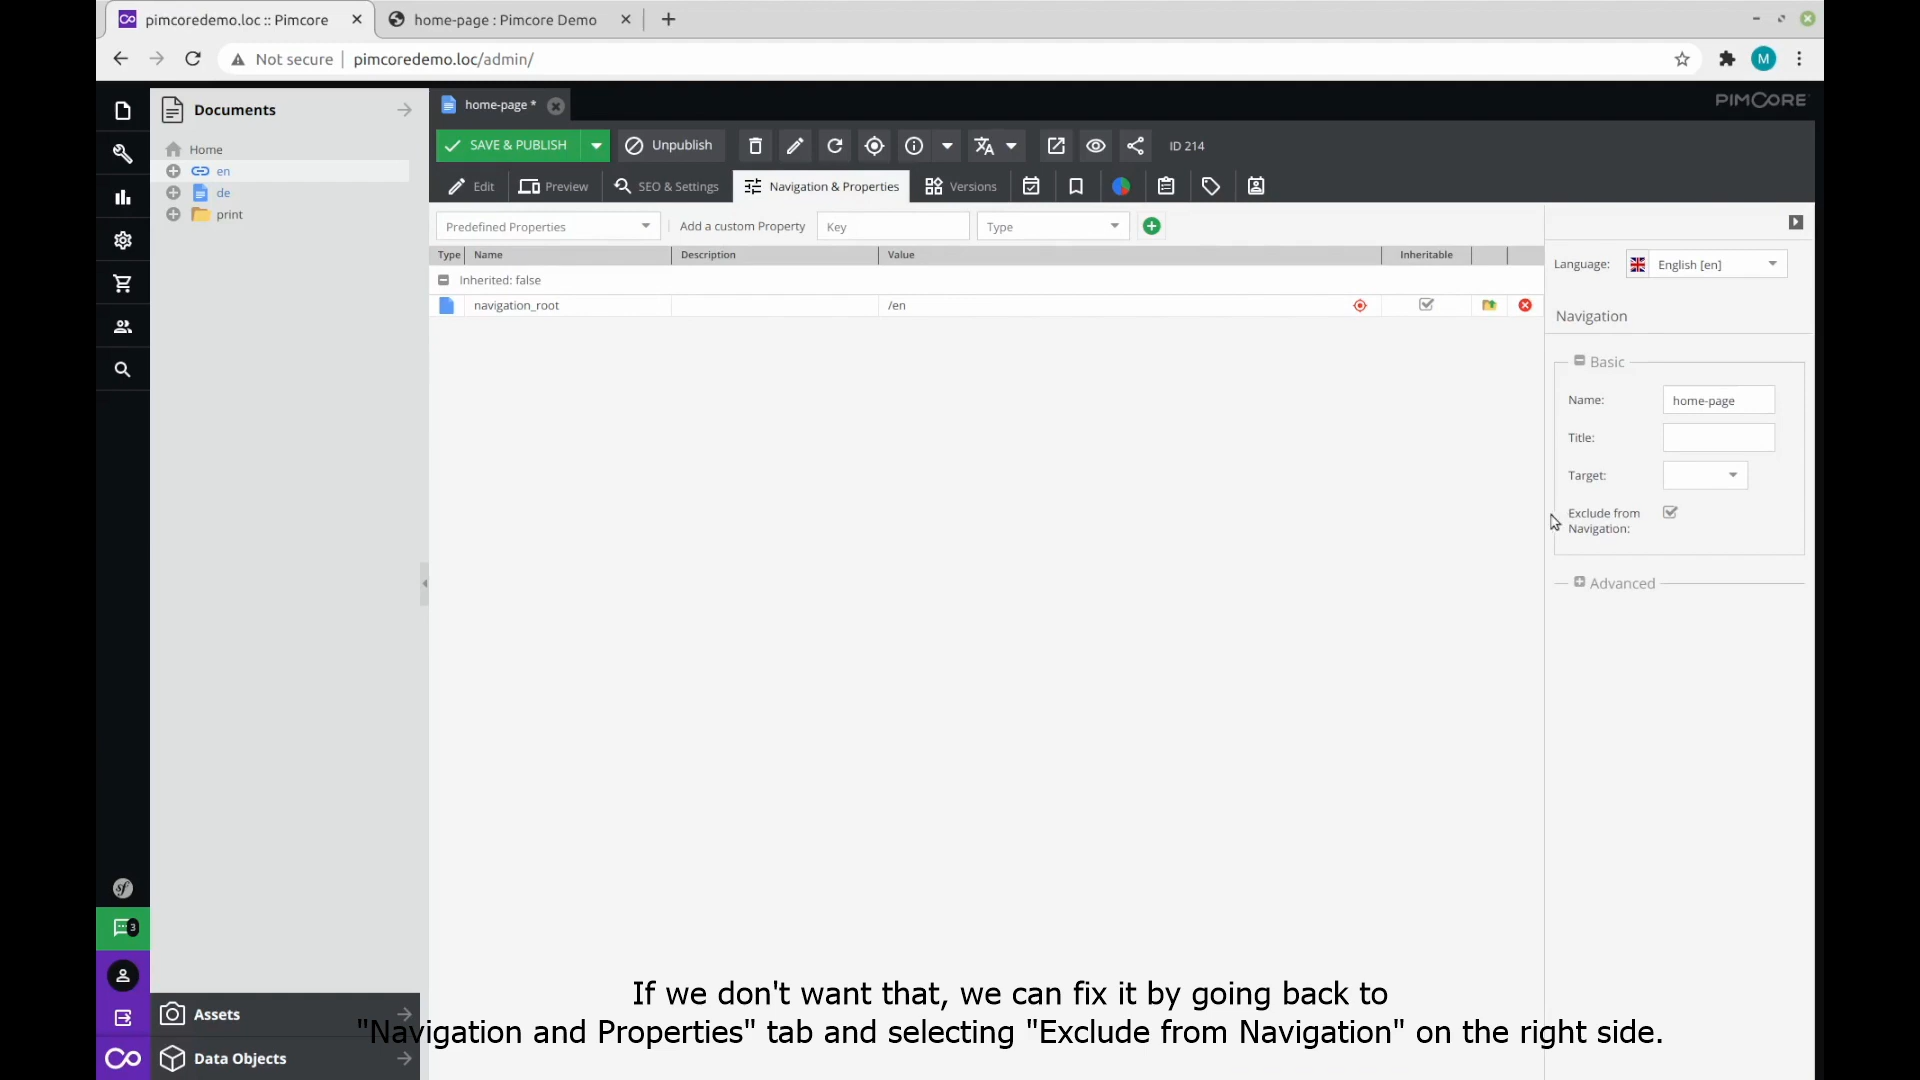 pimcoredemo.loc :: Pimcore
home-page : Pimcore Demo
Not secure
pimcoredemo.loc/admin/
M
Documents
home-page *
PIMCORE
Home
en
de
print
SAVE & PUBLISH
Unpublish
ID 214
Edit
Preview
SEO & Settings
Navigation & Properties
Versions
Predefined Properties
Add a custom Property
Key
Type
Type
Name
Description
Value
Inheritable
Inherited: false
navigation_root
/en
Language:
English [en]
Navigation
Basic
Name:
home-page
Title:
Target:
Exclude from
Navigation:
Advanced
sf
3
Assets
Data Objects
If we don't want that, we can fix it by going back to
"Navigation and Properties" tab and selecting "Exclude from Navigation" on the right side.